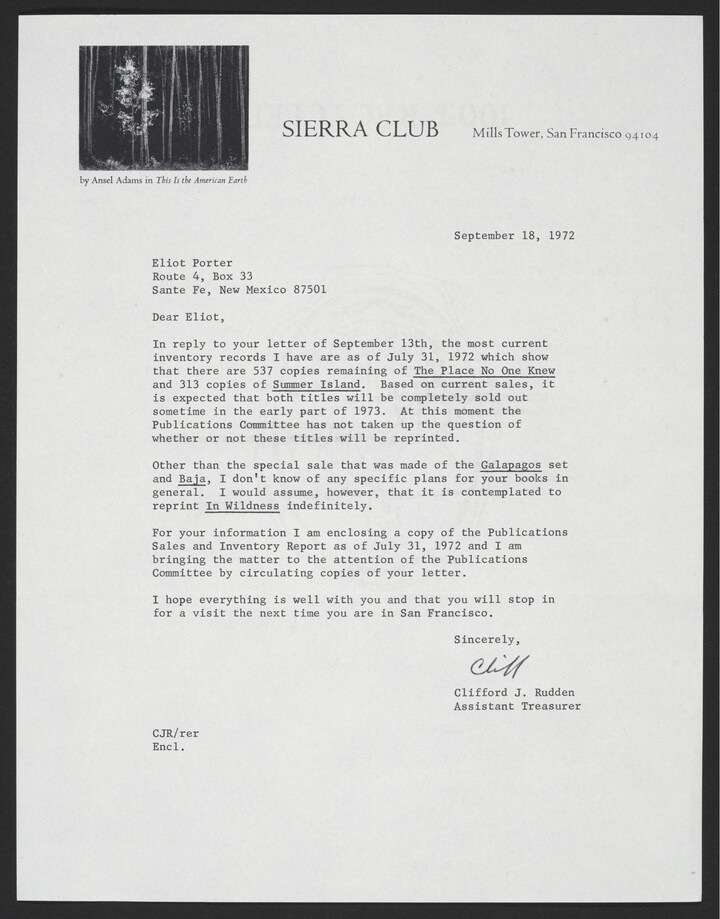 SIERRA CLUB
Mills Tower, San Francisco 94104
by Ansel Adams in This Is the American Earth
September 18, 1972
Eliot Porter
Route 4, Box 33
Sante Fe, New Mexico 87501
Dear Eliot,
In reply to your letter of September 13th, the most current
inventory records I have are as of July 31, 1972 which show
that there are 537 copies remaining of The Place No One Knew
and 313 copies of Summer Island. Based on current sales, it
is expected that both titles will be completely sold out
sometime in the early part of 1973. At this moment the
Publications Committee has not taken up the question of
whether or not these titles will be reprinted.
Other than the special sale that was made of the Galapagos set
and Baja, I don't know of any specific plans for your books in
general. I would assume, however, that it is contemplated to
reprint In Wildness indefinitely.
For your information I am enclosing a copy of the Publications
Sales and Inventory Report as of July 31, 1972 and I am
bringing the matter to the attention of the Publications
Committee by circulating copies of your letter.
I hope everything is well with you and that you will stop in
for a visit the next time you are in San Francisco.
Sincerely,
Cliff
Clifford J. Rudden
Assistant Treasurer
CJR/rer
Encl.